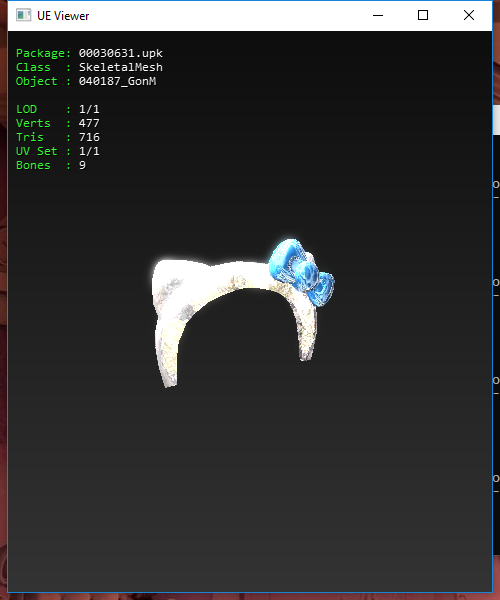 UE Viewer
Package: 00030631.upk
Class : SkeletalMesh
Object : 040187_GonM
LOD : 1/1
Verts : 477
Tris : 716
UV Set : 1/1
Bones : 9